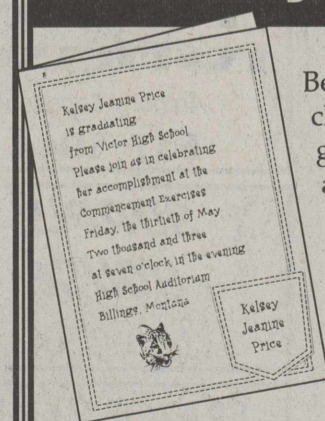 Kelsey Jeanine Price
is graduating
from Victor High School
Please join us in celebrating
her accomplishment at the
Commencement Exercises
Friday, the thirtieth of May
Two thousand and three
at seven o'clock in the evening
High School Auditorium
Billings, Montana
Kelsey
Jeanine
Price
Be
c
g